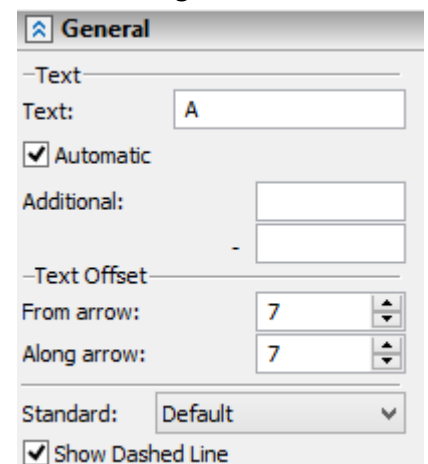 General
Text
Text: A
Automatic
Additional:
-
Text Offset
From arrow: 7
Along arrow: 7
Standard: Default
Show Dashed Line